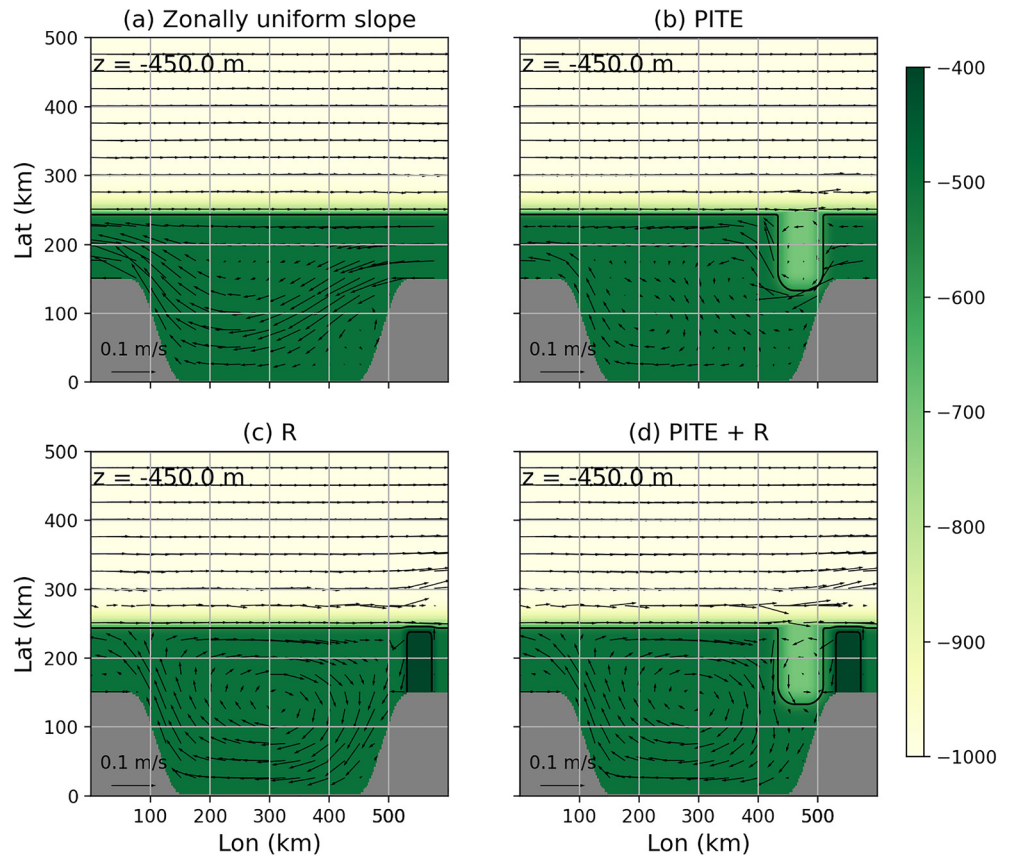 (a) Zonally uniform slope
(b) PITE
500
400
300
200
100
0
Lat (km)
z = -450.0 m
0.1 m/s
z = -450.0 m
0.1 m/s
−400
−500
−600
−700
−800
−900
−1000
(c) R
(d) PITE + R
500
400
300
200
100
0
Lat (km)
z = -450.0 m
0.1 m/s
z = -450.0 m
0.1 m/s
100 200 300 400 500
100 200 300 400 500
Lon (km)
Lon (km)